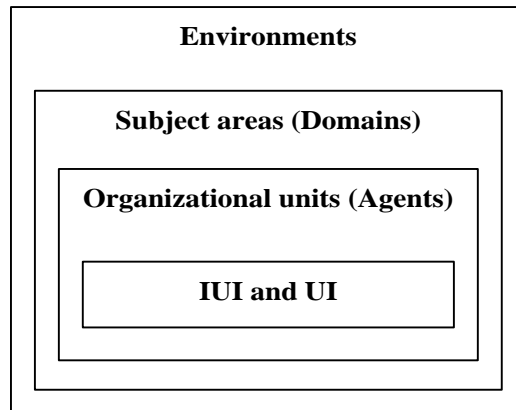 Environments
Subject areas (Domains)
Organizational units (Agents)
IUI and UI